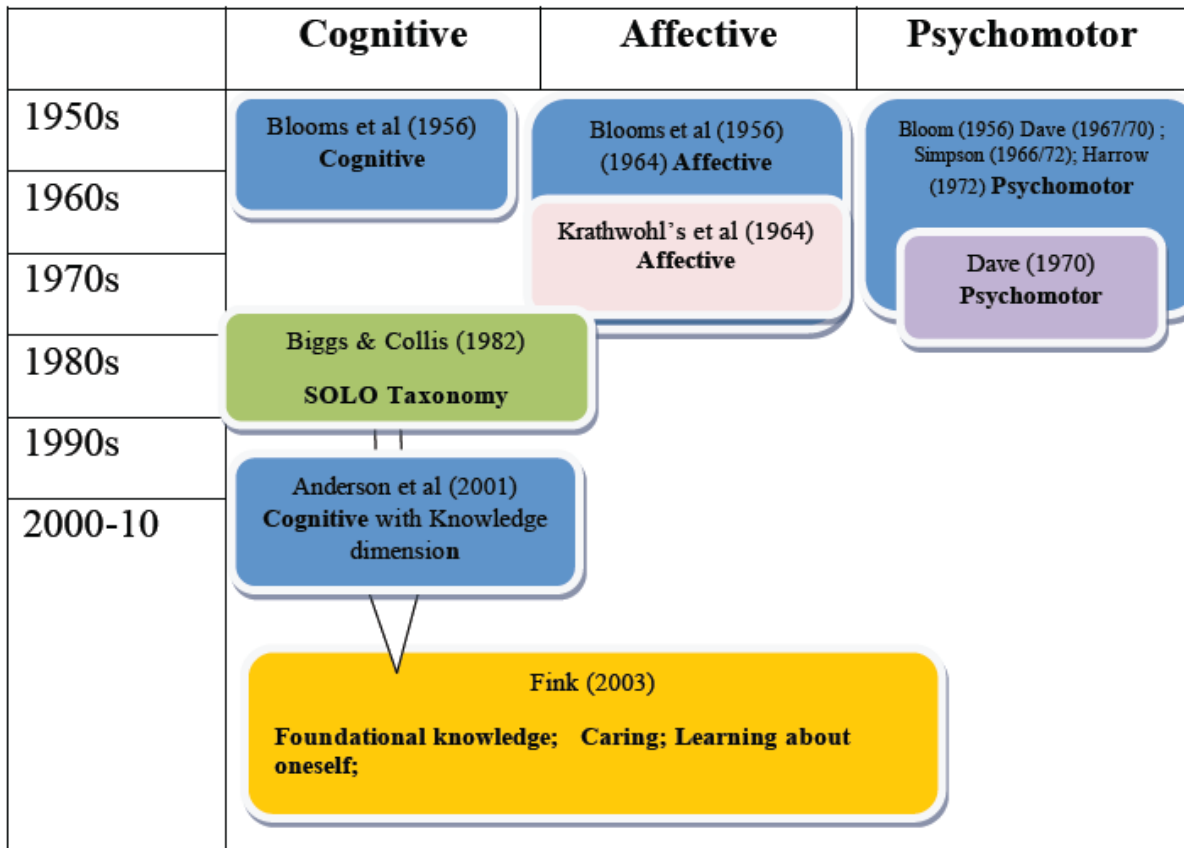 Cognitive
Affective
Psychomotor
1950s
1960s
1970s
1980s
1990s
2000-10
Blooms et al (1956)
Cognitive
Blooms et al (1956)
(1964) Affective
Bloom (1956) Dave (1967/70) ;
Simpson (1966/72); Harrow
(1972) Psychomotor
Krathwohl’s et al (1964)
Affective
Dave (1970)
Psychomotor
Biggs & Collis (1982)
SOLO Taxonomy
Anderson et al (2001)
Cognitive with Knowledge
dimension
Fink (2003)
Foundational knowledge; Caring; Learning about
oneself;